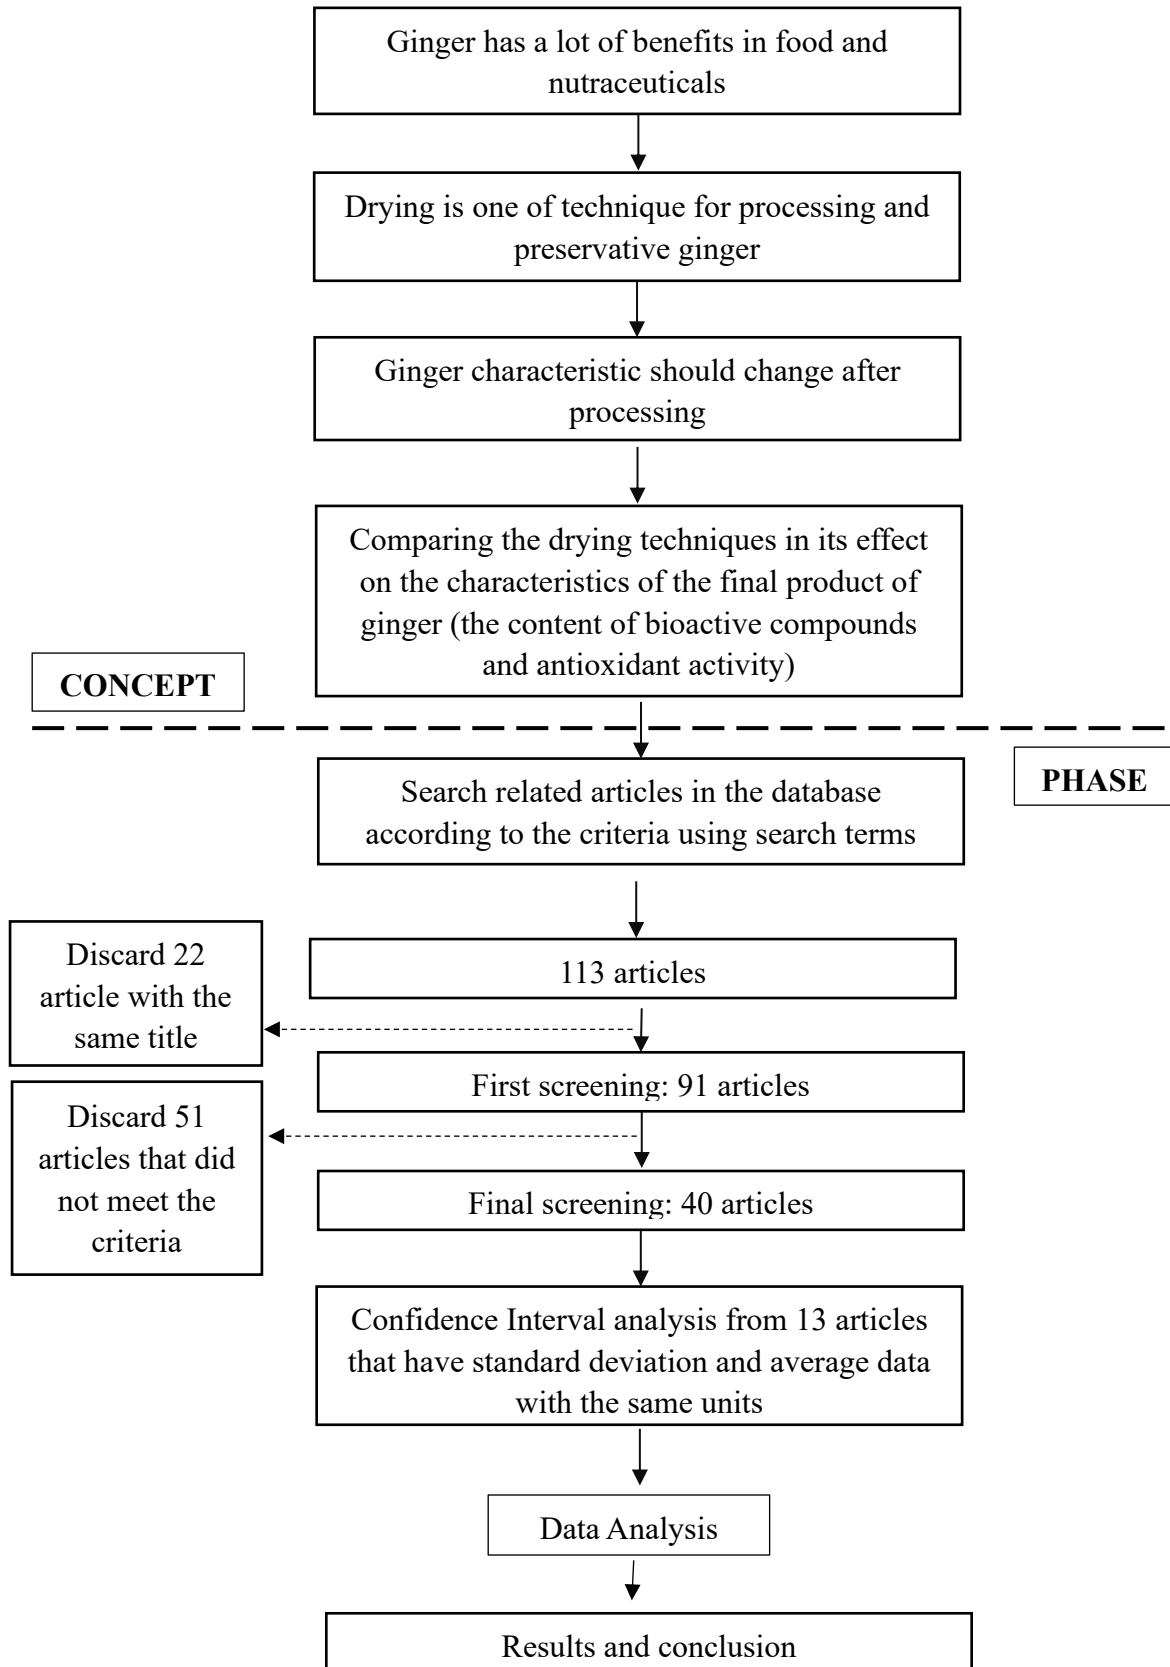 Ginger has a lot of benefits in food and
nutraceuticals
Drying is one of technique for processing and
preservative ginger
Ginger characteristic should change after
processing
Comparing the drying techniques in its effect
on the characteristics of the final product of
ginger (the content of bioactive compounds
and antioxidant activity)
CONCEPT
PHASE
Search related articles in the database
according to the criteria using search terms
113 articles
Discard 22
article with the
same title
First screening: 91 articles
Discard 51
articles that did
not meet the
criteria
Final screening: 40 articles
Confidence Interval analysis from 13 articles
that have standard deviation and average data
with the same units
Data Analysis
Results and conclusion